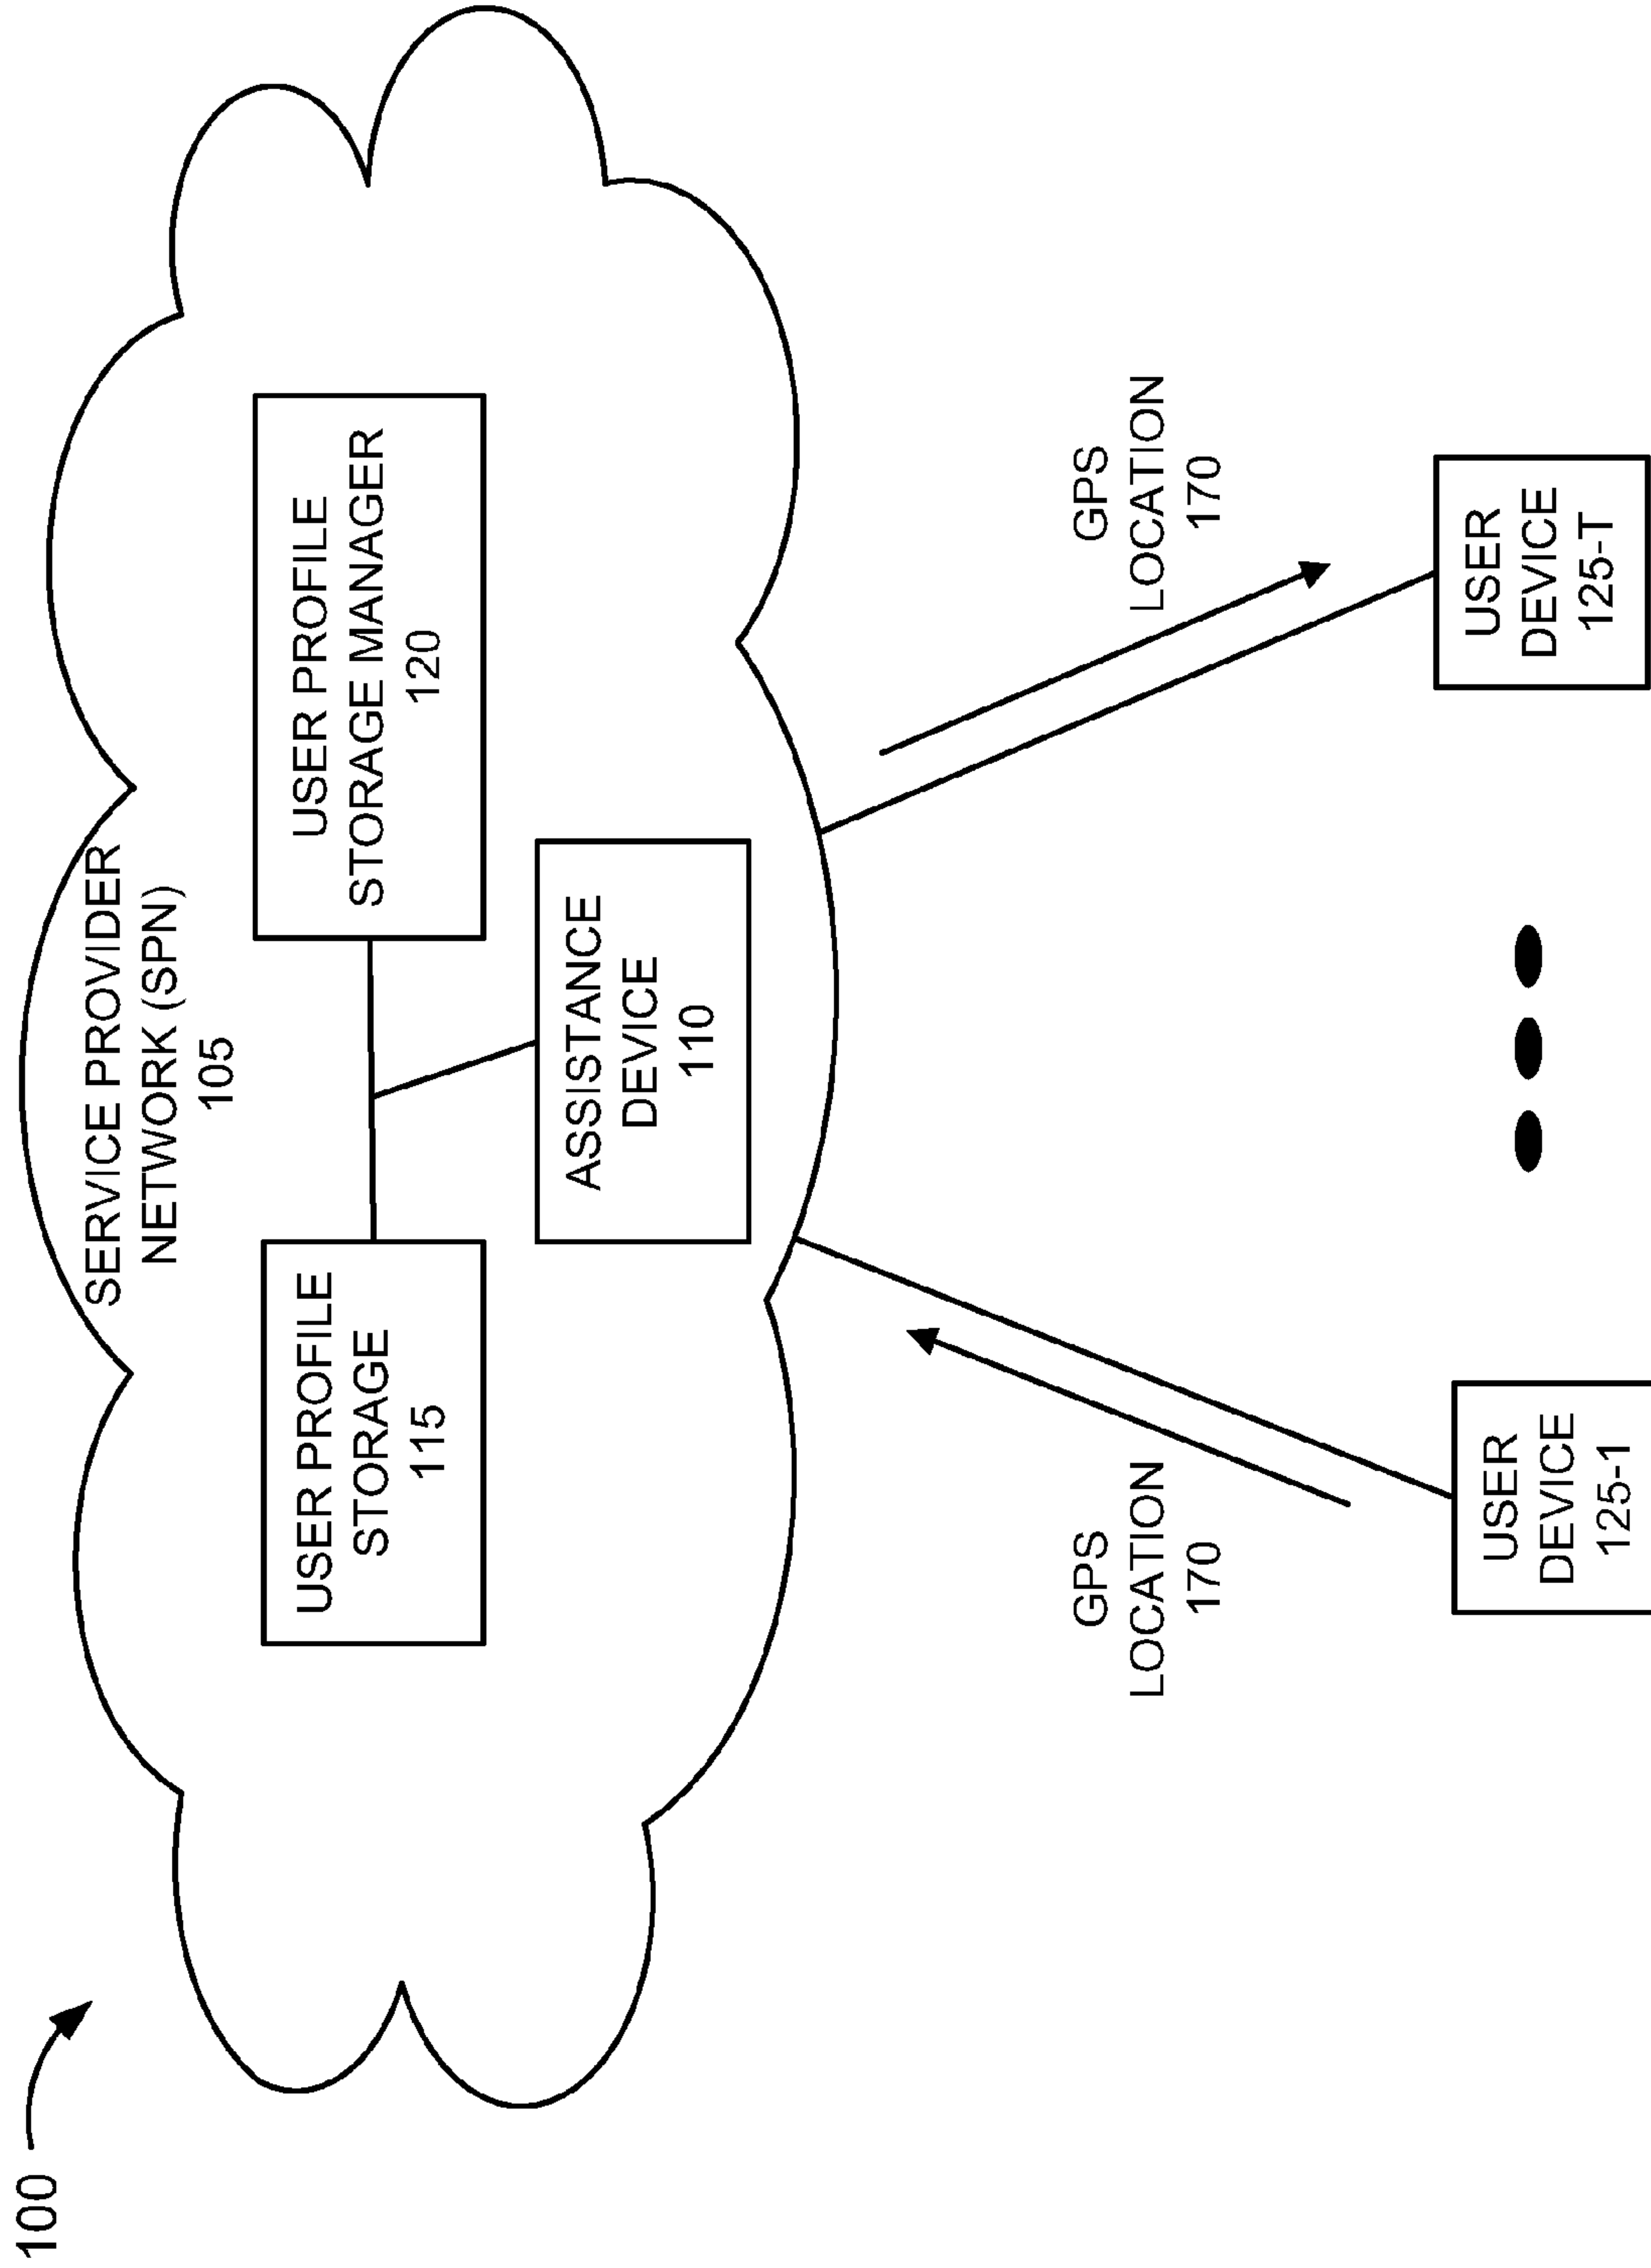 100
SERVICE PROVIDER
NETWORK (SPN)
105
USER PROFILE
STORAGE
115
USER PROFILE
STORAGE MANAGER
120
ASSISTANCE
DEVICE
110
GPS
LOCATION
170
GPS
LOCATION
170
USER
DEVICE
125-1
USER
DEVICE
125-T